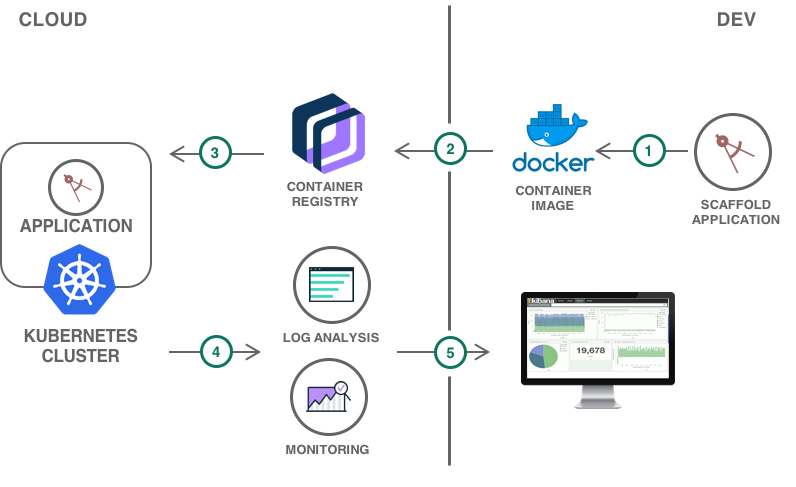 CLOUD
DEV
3
2
1
docker
CONTAINER
REGISTRY
CONTAINER
IMAGE
SCAFFOLD
APPLICATION
APPLICATION
KUBERNETES
CLUSTER
4
LOG ANALYSIS
5
kibana
19,678
MONITORING